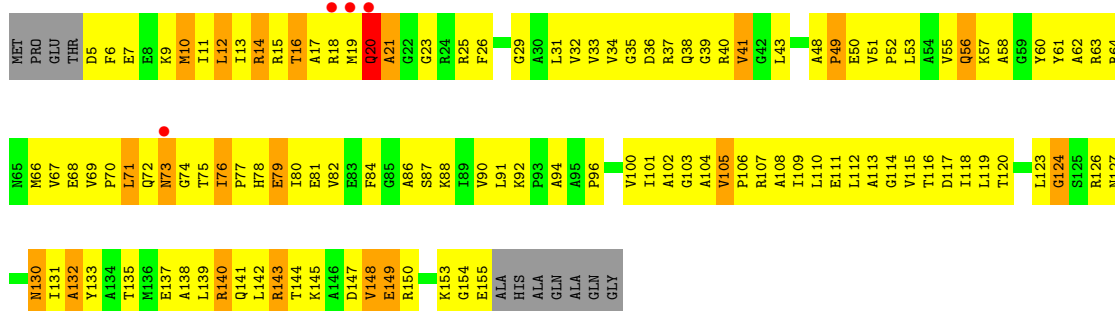 MET PRO GLU THR D5 F6 E7 E8 K9 M10 I11 L12 I13 R14 R15 T16 A17 R18 M19 Q20 A21 G22 G23 R24 R25 F26 G29 A30 L31 V32 V33 V34 G35 D36 R37 Q38 G39 R40 V41 G42 L43 A48 P49 E50 V51 P52 L53 A54 V55 Q56 K57 A58 G59 Y60 Y61 A62 R63 R64
N65 M66 V67 E68 V69 P70 L71 Q72 N73 G74 T75 I76 P77 H78 E79 I80 E81 V82 E83 F84 G85 A86 S87 K88 I89 V90 L91 K92 P93 A94 A95 P96 V100 I101 A102 G103 A104 V105 P106 R107 A108 I109 L110 E111 L112 A113 G114 V115 T116 D117 I118 L119 T120 L123 G124 S125 R126 N127
N130 I131 A132 Y133 A134 T135 M136 E137 A138 L139 R140 Q141 L142 R143 T144 K145 A146 D147 V148 E149 R150 K153 G154 E155 ALA HIS ALA GLN ALA GLN GLY